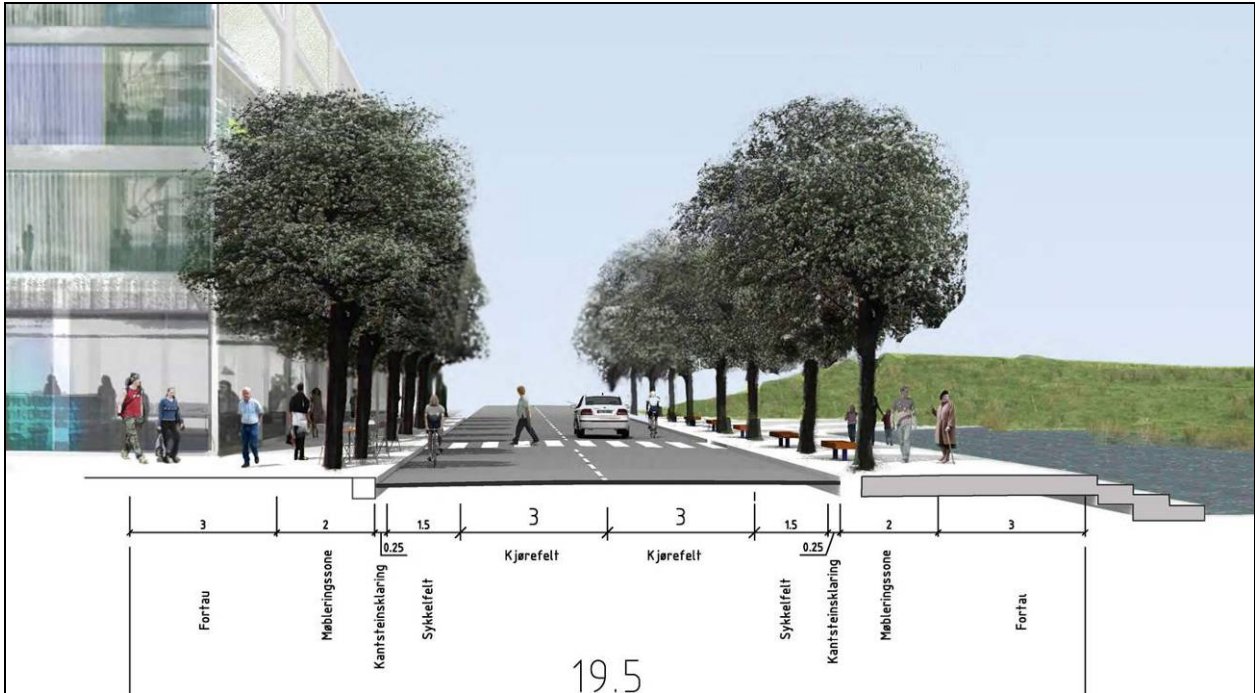 3 2 1.5 3 3 1.5 2 3
0.25 0.25
Kjørefelt Kjørefelt
Fortau Møbleringssone Kantsteinsklaring Sykkelfelt Sykkelfelt Kantsteinsklaring Møbleringssone Fortaı
19.5